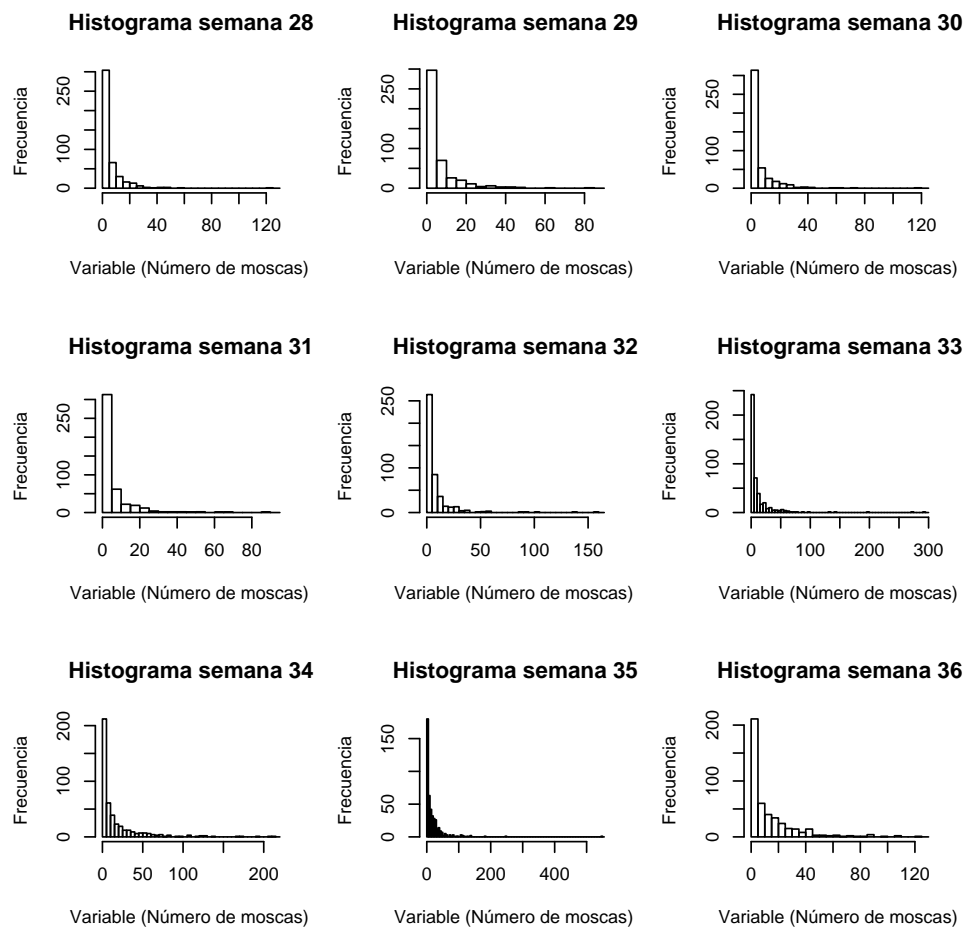 Histograma semana 28
Histograma semana 29
Histograma semana 30
Frecuencia
0
100
250
0
40
80
120
Variable (Número de moscas)
Frecuencia
0
100
250
0
20
40
60
80
Variable (Número de moscas)
Frecuencia
0
100
250
0
40
80
120
Variable (Número de moscas)
Histograma semana 31
Histograma semana 32
Histograma semana 33
Frecuencia
0
100
250
0
20
40
60
80
Variable (Número de moscas)
Frecuencia
0
100
250
0
50
100
150
Variable (Número de moscas)
Frecuencia
0
100
200
0
100
200
300
Variable (Número de moscas)
Histograma semana 34
Histograma semana 35
Histograma semana 36
Frecuencia
0
100
200
0
50
100
200
Variable (Número de moscas)
Frecuencia
0
50
150
0
200
400
Variable (Número de moscas)
Frecuencia
0
100
200
0
40
80
120
Variable (Número de moscas)